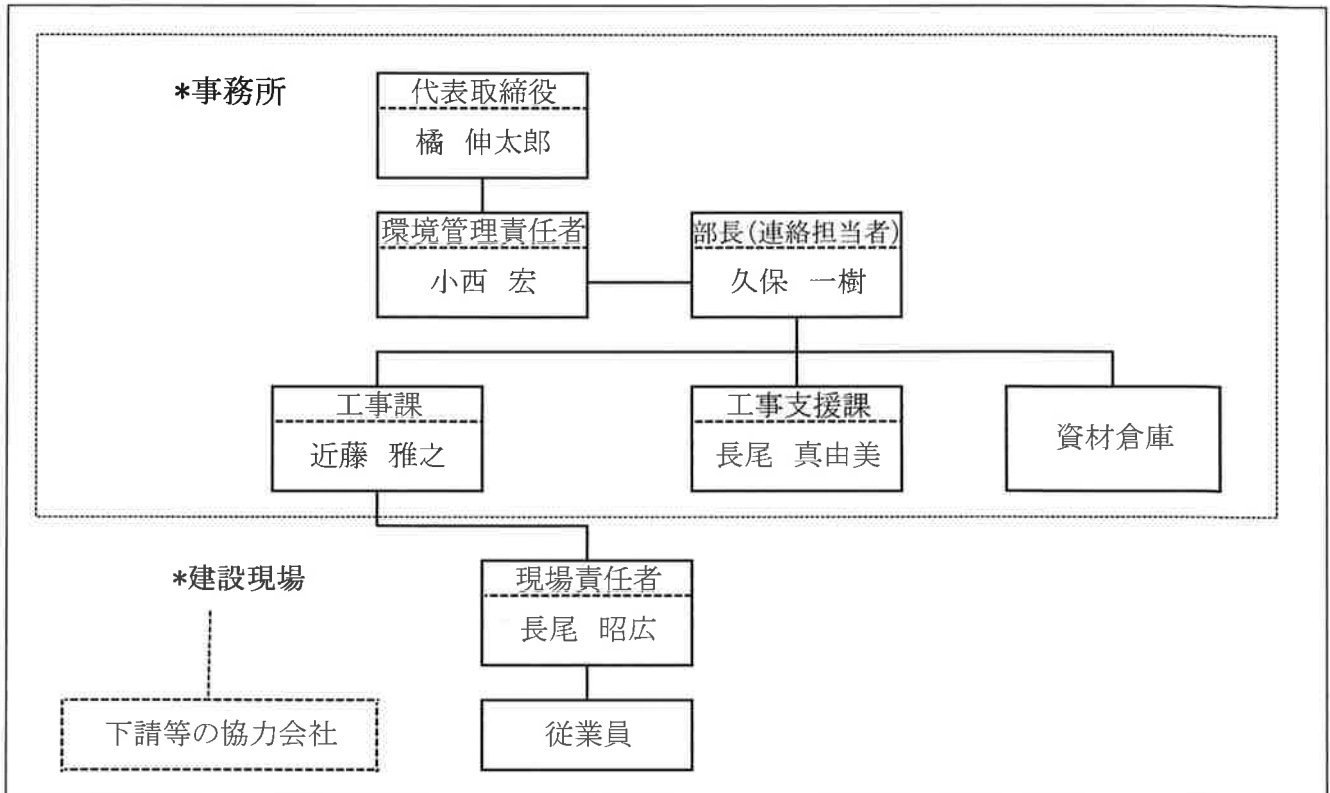 *事務所
代表取締役
橘 伸太郎
環境管理責任者
小西 宏
部長(連絡担当者)
久保 一樹
工事課
近藤 雅之
工事支援課
長尾 真由美
資材倉庫
*建設現場
現場責任者
長尾 昭広
下請等の協力会社
従業員